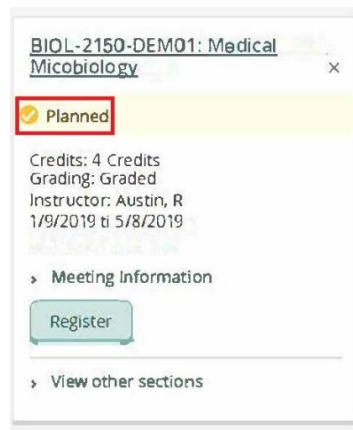 BIOL-2150-DEM01: Medical
Micobiology
Planned
Credits: 4 Credits
Grading: Graded
Instructor: Austin, R
1/9/2019 ti 5/8/2019
Meeting Information
Register
View other sections